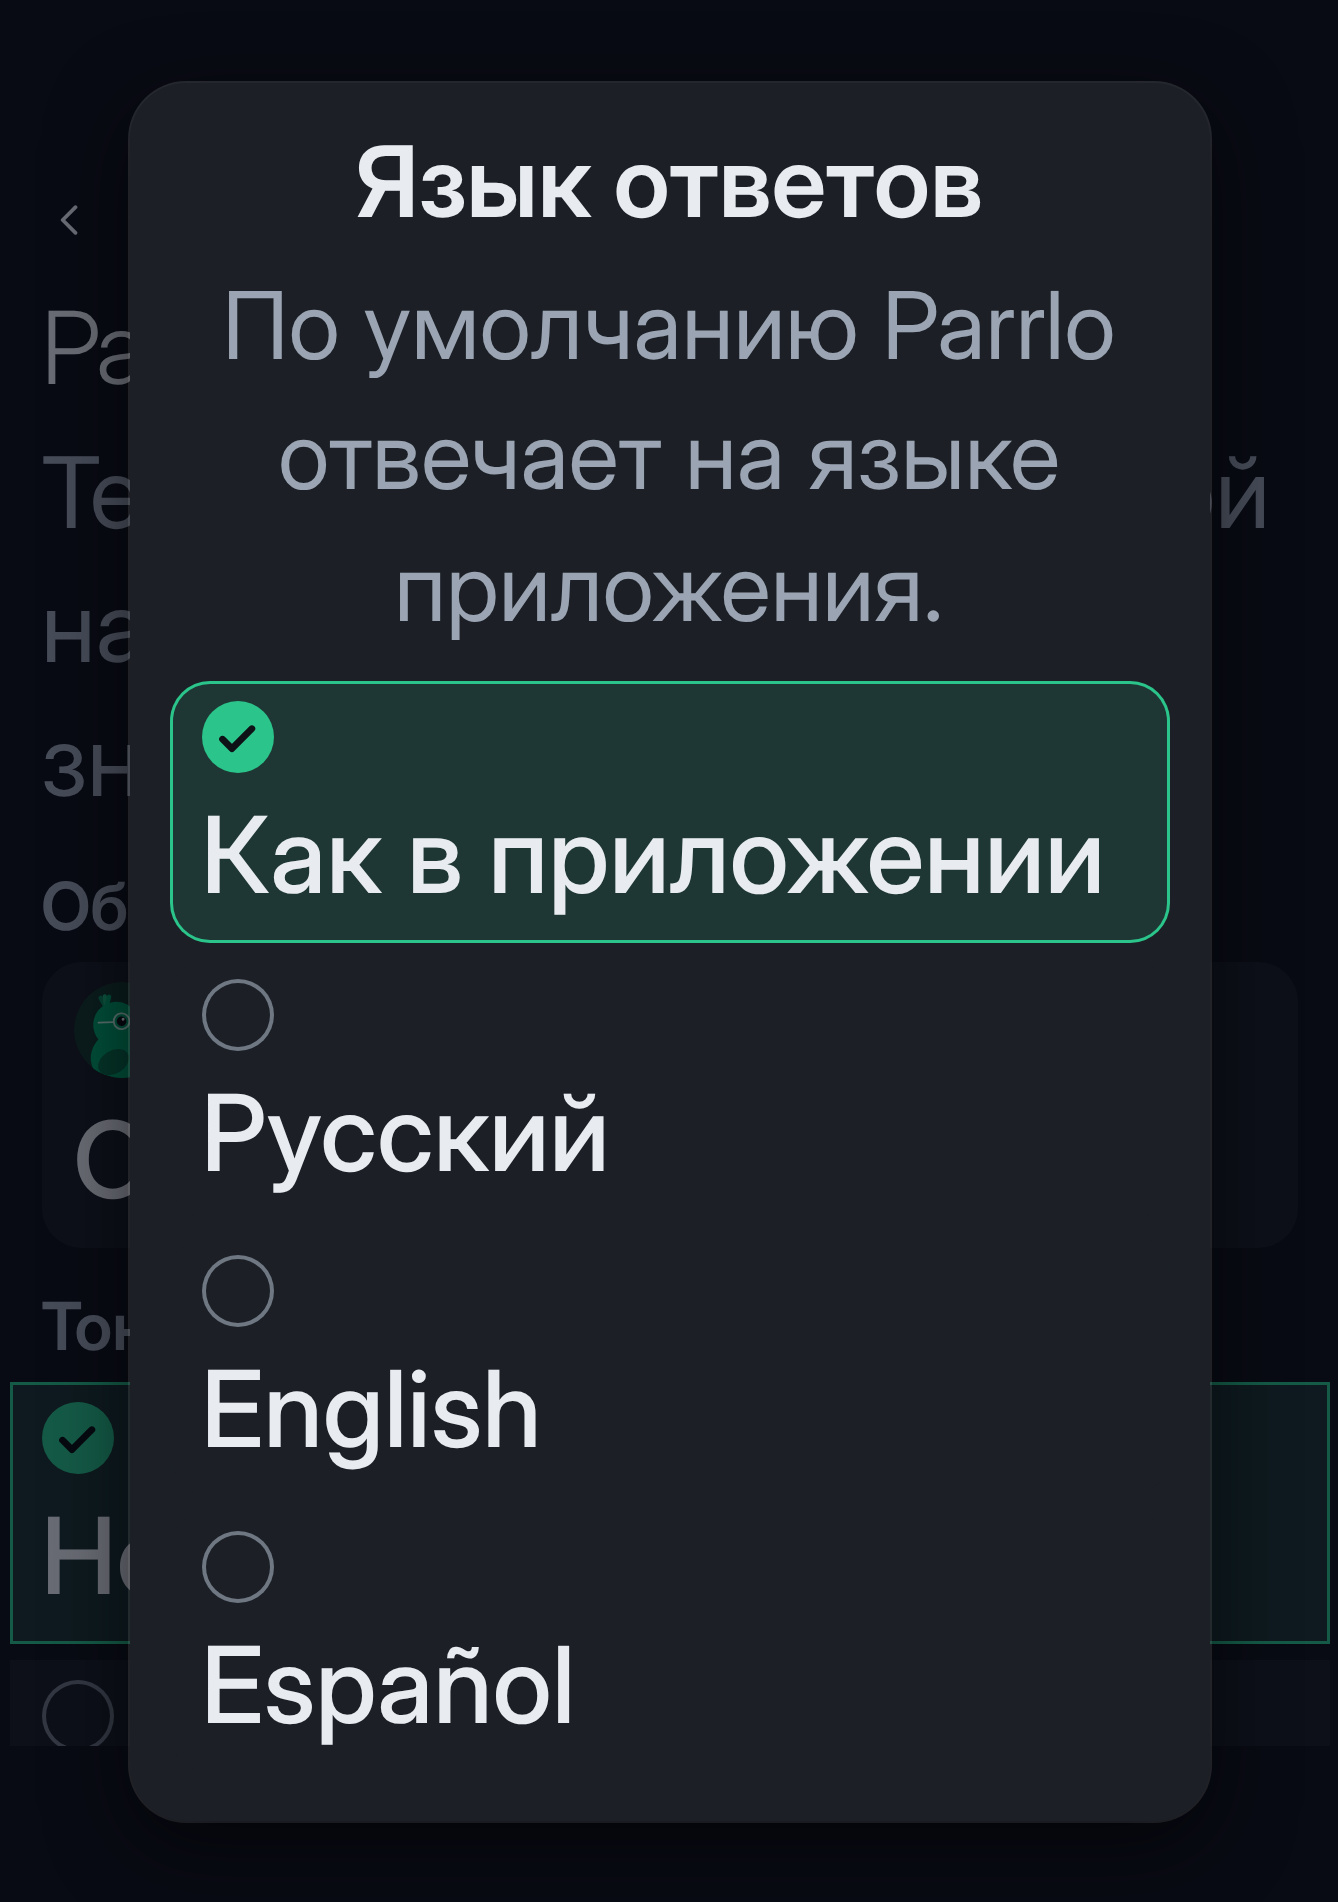 Язык ответов
По умолчанию Parrlo
отвечает на языке
приложения.
Как в приложении
Русский
English
Español